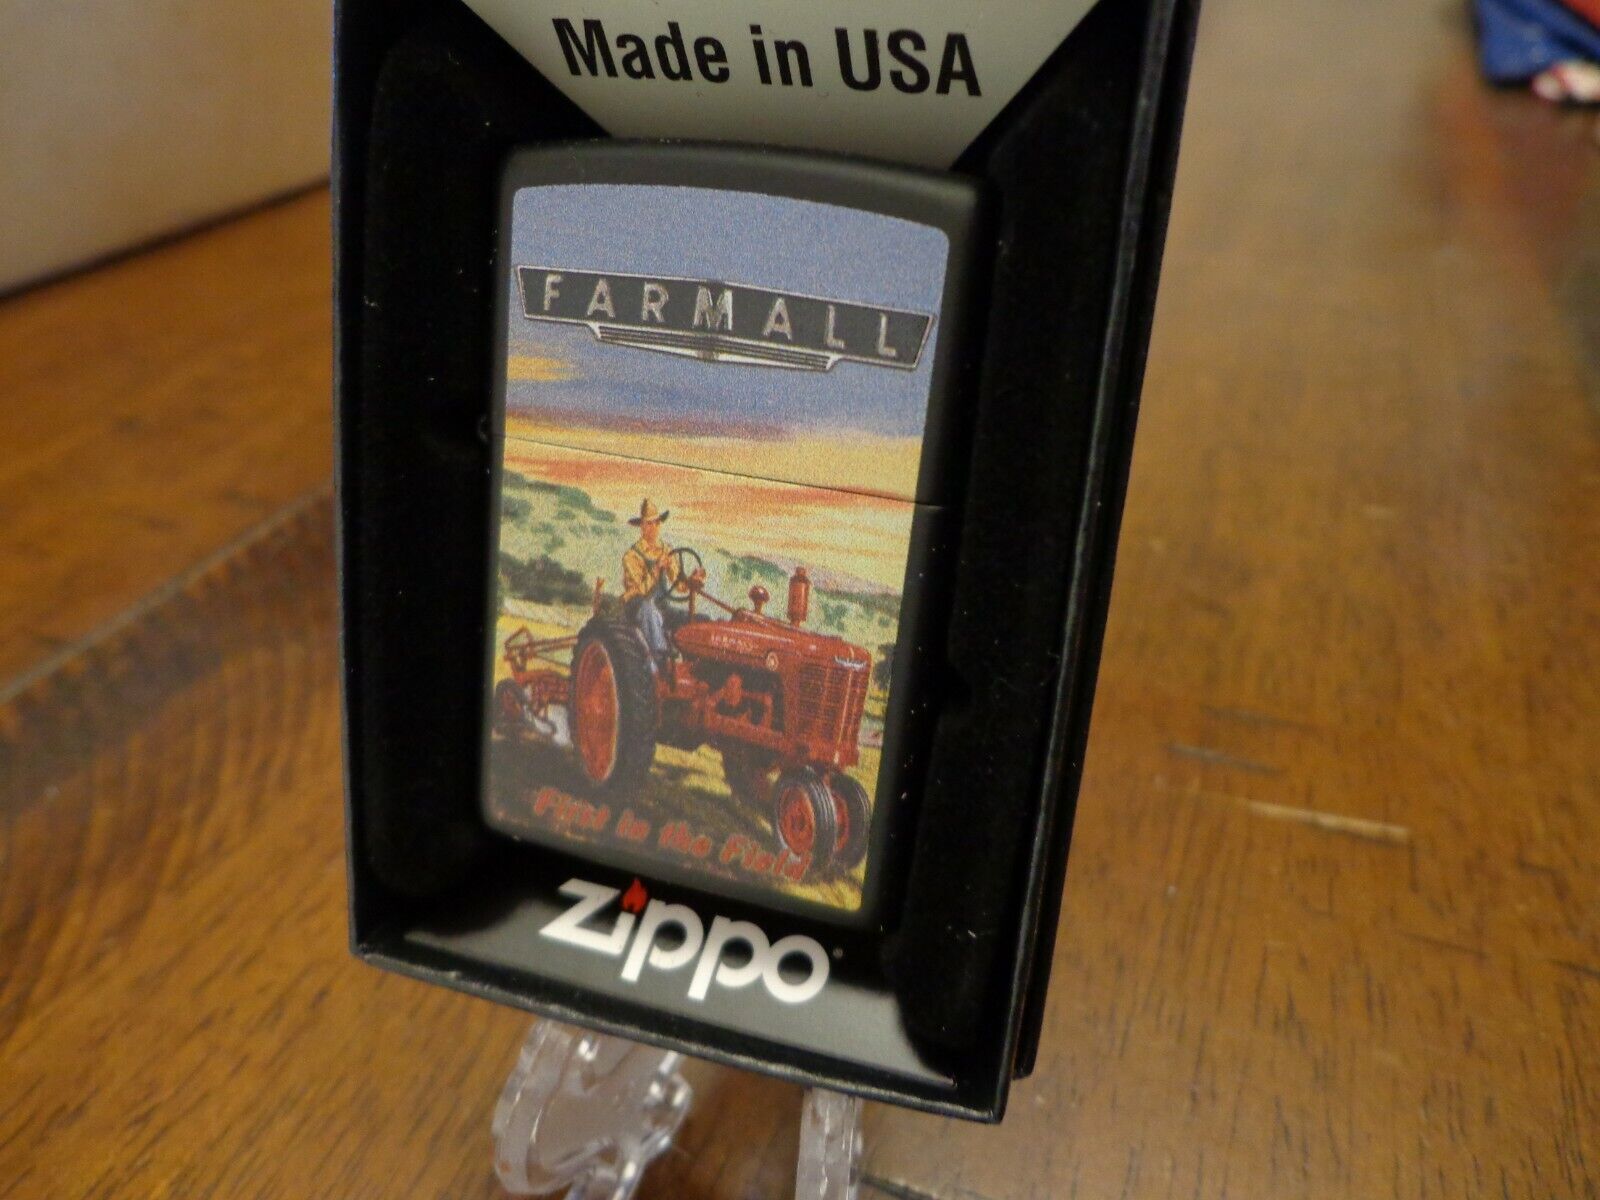 Made in USA
FARMALL
First in the Field
zippo